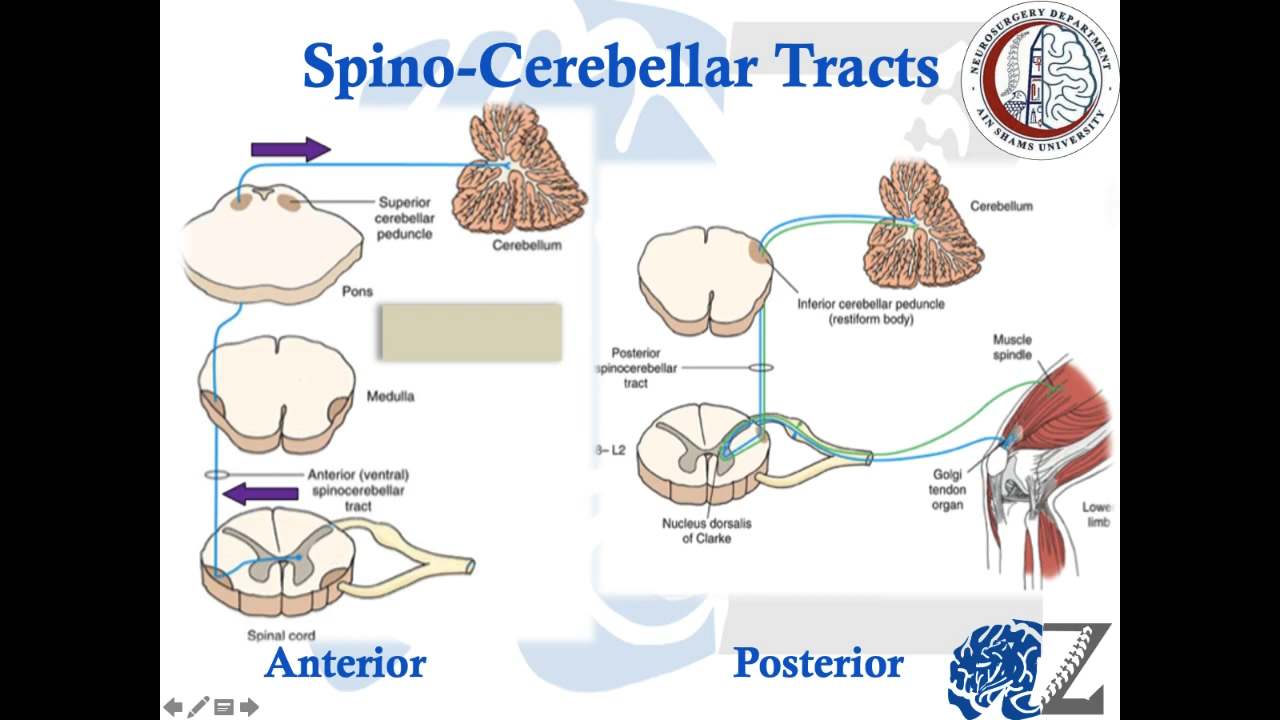 Spino-Cerebellar Tracts
NEUROSURGERY DEPARTMENT
AIN SHAMS UNIVERSITY
Superior
cerebellar
peduncle
Cerebellum
Pons
Medulla
Anterior (ventral)
spinocerebellar
tract
Spinal cord
Anterior
Cerebellum
Inferior cerebellar peduncle
(restiform body)
Muscle
spindle
Posterior
spinocerebellar
tract
– L2
Golgi
tendon
organ
Lowe
limb
Nucleus dorsalis
of Clarke
Posterior
Z